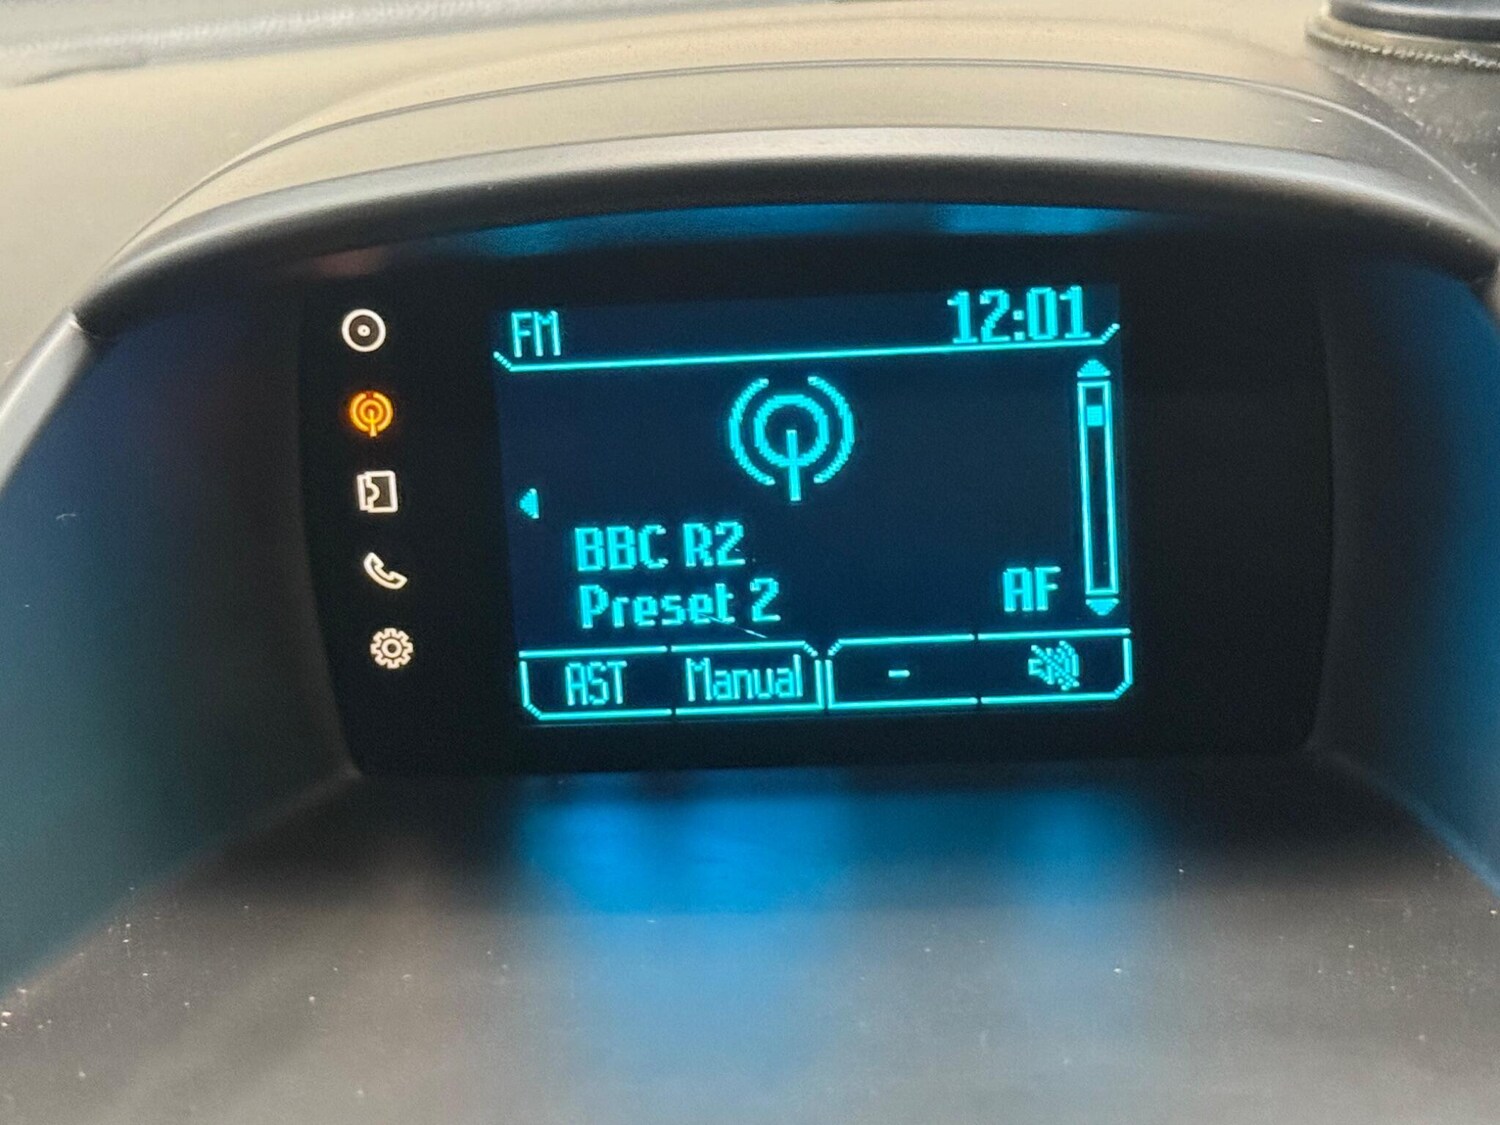 FM 12:01
BBC R2
Preset 2 AF
AST Manual -